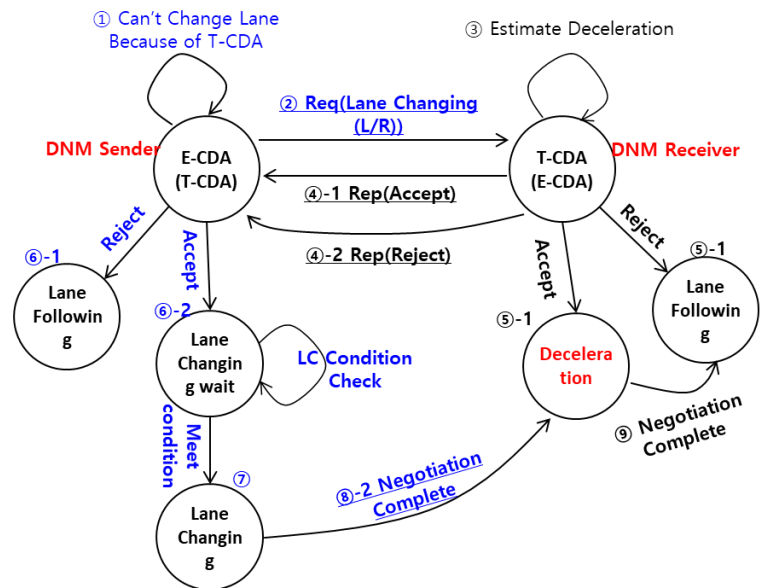 ① Can't Change Lane
Because of T-CDA
③ Estimate Deceleration
② Req(Lane Changing
(L/R))
DNM Sender
E-CDA
(T-CDA)
T-CDA
(E-CDA)
DNM Receiver
④-1 Rep(Accept)
④-2 Rep(Reject)
Reject
Accept
Accept
Reject
⑥-1
Lane
Followin
g
⑥-2
Lane
Changin
g wait
LC Condition
Check
⑤-1
Decelera
tion
⑤-1
Lane
Followin
g
⑨ Negotiation
Complete
Meet
condition
⑦
Lane
Changin
g
⑧-2 Negotiation
Complete